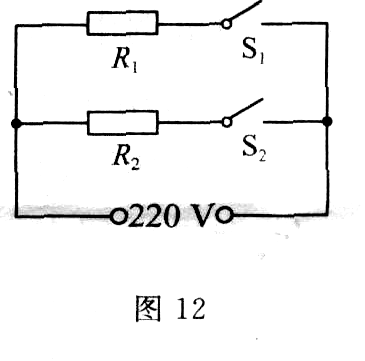 R₁
S₁
R₂
S₂
220 V
图 12